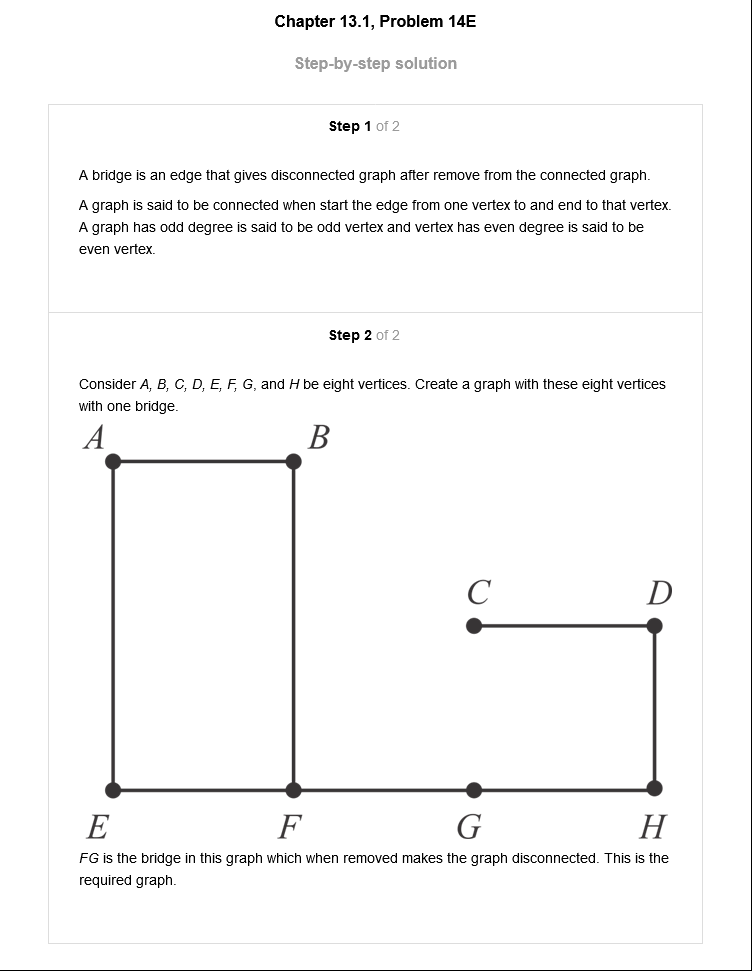 Chapter 13.1, Problem 14E
Step-by-step solution
Step 1 of 2
A bridge is an edge that gives disconnected graph after remove from the connected graph.
A graph is said to be connected when start the edge from one vertex to and end to that vertex.
A graph has odd degree is said to be odd vertex and vertex has even degree is said to be
even vertex.
Step 2 of 2
Consider A, B, C, D, E, F, G, and H be eight vertices. Create a graph with these eight vertices
with one bridge.
A B
C D
E F G H
FG is the bridge in this graph which when removed makes the graph disconnected. This is the
required graph.